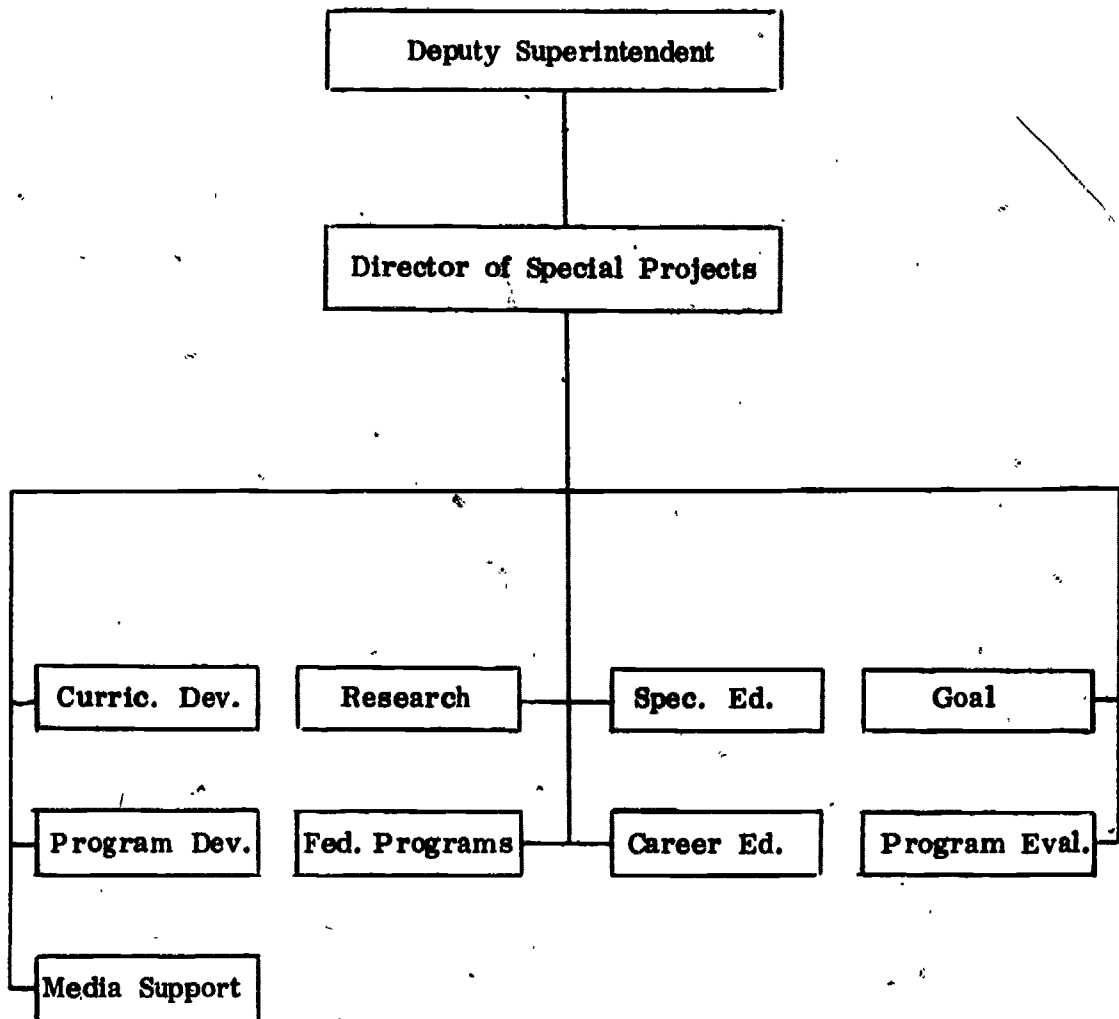 Deputy Superintendent
Director of Special Projects
Curric. Dev.
Research
Spec. Ed.
Goal
Program Dev.
Fed. Programs
Career Ed.
Program Eval.
Media Support